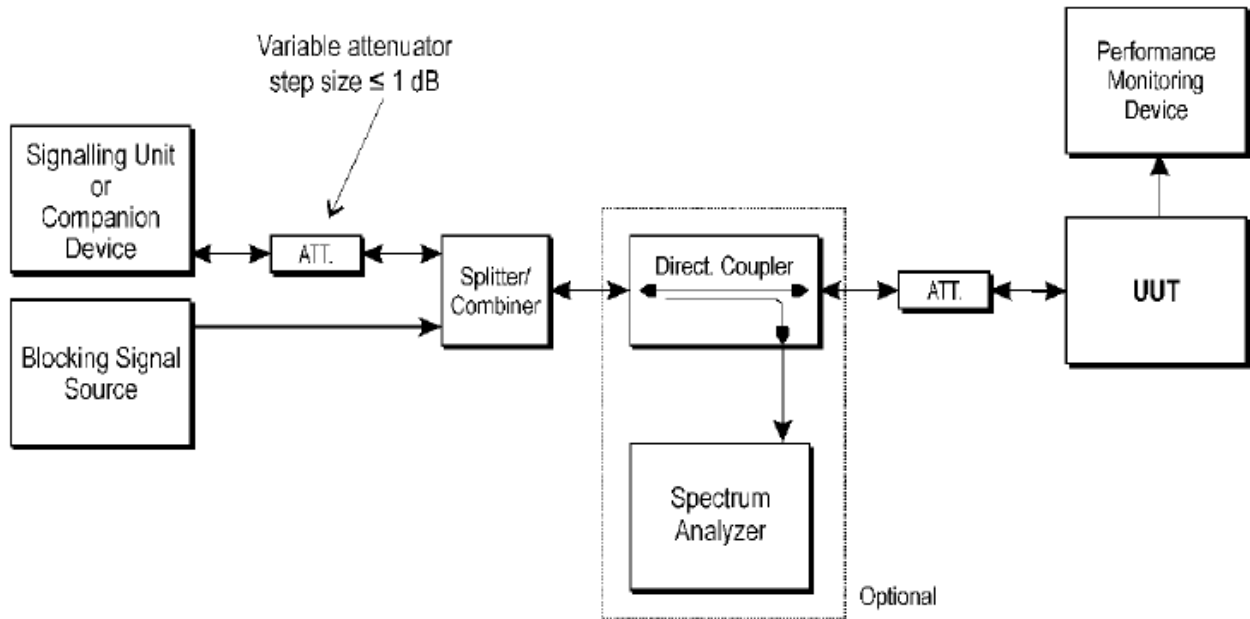 Variable attenuator
step size ≤ 1 dB
Performance
Monitoring
Device
Signalling Unit
or
Companion
Device
ATT.
Splitter/
Combiner
Direct. Coupler
ATT.
UUT
Blocking Signal
Source
Spectrum
Analyzer
Optional